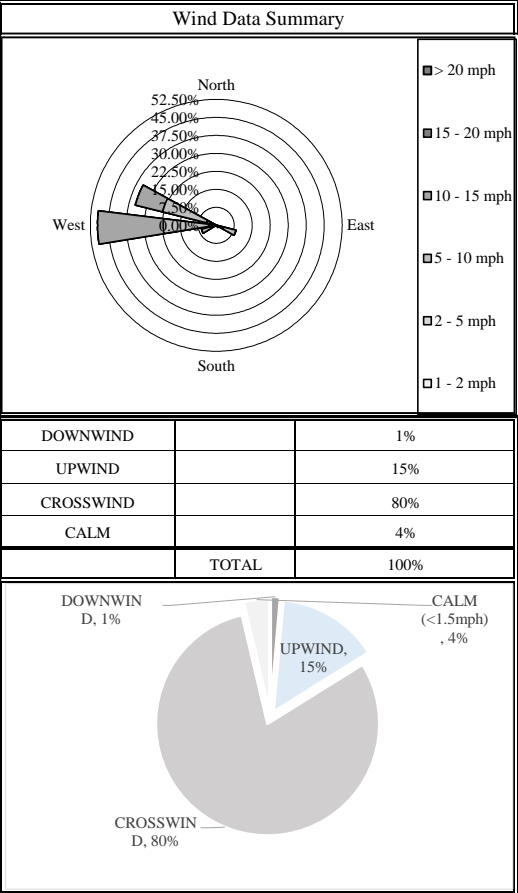 Wind Data Summary
North
52.50%
45.00%
37.50%
30.00%
22.50%
15.00%
7.50%
0.00%
West
East
South
> 20 mph
15 - 20 mph
10 - 15 mph
5 - 10 mph
2 - 5 mph
1 - 2 mph
DOWNWIND 1%
UPWIND 15%
CROSSWIND 80%
CALM 4%
TOTAL 100%
DOWNWIN
D, 1%
CALM
(<1.5mph)
, 4%
UPWIND,
15%
CROSSWIN
D, 80%